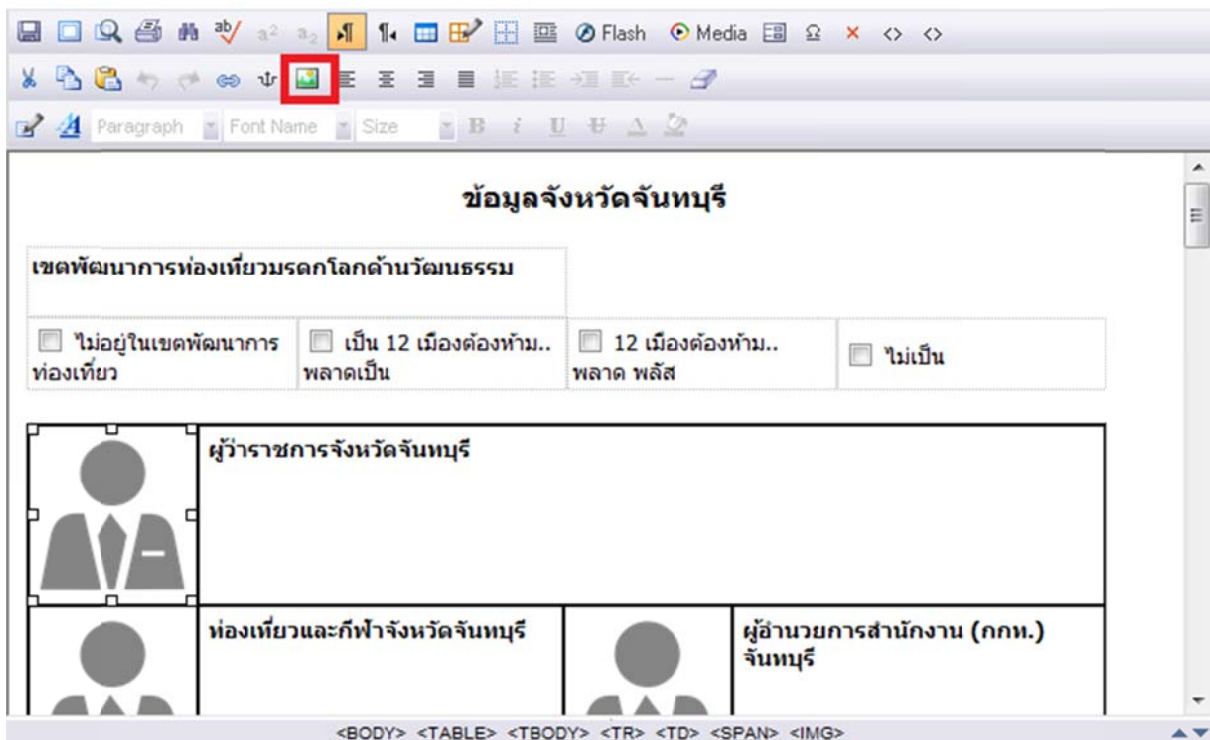 Flash Media
Paragraph Font Name Size B i U
ข้อมูลจังหวัดจันทบุรี
เขตพัฒนาการท่องเที่ยวมรดกโลกด้านวัฒนธรรม
ไม่อยู่ในเขตพัฒนาการ
ท่องเที่ยว
เป็น 12 เมืองต้องห้าม..
พลาดเป็น
12 เมืองต้องห้าม..
พลาด พลัส
ไม่เป็น
ผู้ว่าราชการจังหวัดจันทบุรี
ท่องเที่ยวและกีฬาจังหวัดจันทบุรี
ผู้อำนวยการสำนักงาน (กกท.)
จันทบุรี
<BODY> <TABLE> <TBODY> <TR> <TD> <SPAN> <IMG>